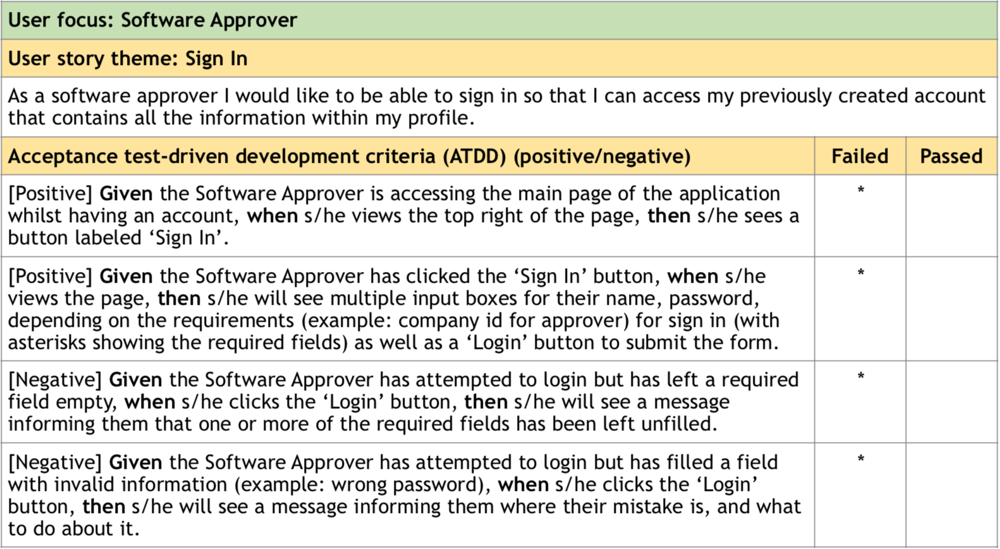 User focus: Software Approver
User story theme: Sign In
As a software approver I would like to be able to sign in so that I can access my previously created account
that contains all the information within my profile.
Acceptance test-driven development criteria (ATDD) (positive/negative) Failed Passed
[Positive] Given the Software Approver is accessing the main page of the application *
whilst having an account, when s/he views the top right of the page, then s/he sees a
button labeled ‘Sign In’.
[Positive] Given the Software Approver has clicked the ‘Sign In’ button, when s/he *
views the page, then s/he will see multiple input boxes for their name, password,
depending on the requirements (example: company id for approver) for sign in (with
asterisks showing the required fields) as well as a ‘Login’ button to submit the form.
[Negative] Given the Software Approver has attempted to login but has left a required *
field empty, when s/he clicks the ‘Login’ button, then s/he will see a message
informing them that one or more of the required fields has been left unfilled.
[Negative] Given the Software Approver has attempted to login but has filled a field *
with invalid information (example: wrong password), when s/he clicks the ‘Login’
button, then s/he will see a message informing them where their mistake is, and what
to do about it.